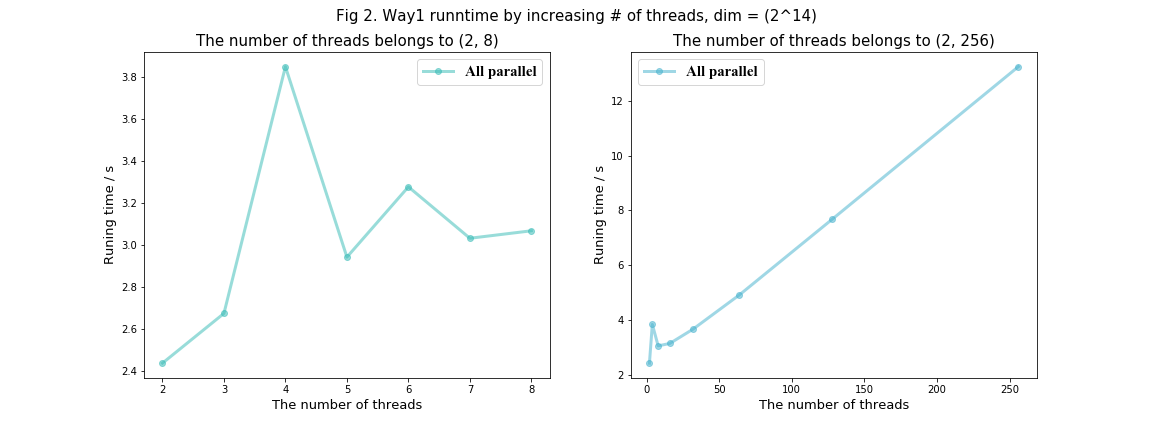 Fig 2. Way1 runntime by increasing # of threads, dim = (2^14)
The number of threads belongs to (2, 8)
All parallel
3.8
3.6
3.4
3.2
3.0
2.8
2.6
2.4
Runing time / s
2 3 4 5 6 7 8
The number of threads
The number of threads belongs to (2, 256)
All parallel
12
10
8
6
4
2
Runing time / s
0 50 100 150 200 250
The number of threads